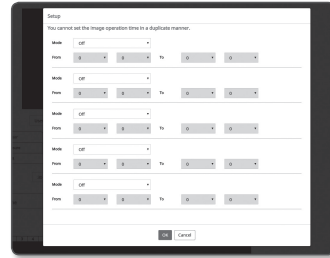 Setup
You cannot set the image operation time in a duplicate manner.
Mode Off
From 0 0 To 0 0
Mode Off
From 0 0 To 0 0
Mode Off
From 0 0 To 0 0
Mode Off
From 0 0 To 0 0
Mode Off
From 0 0 To 0 0
OK Cancel